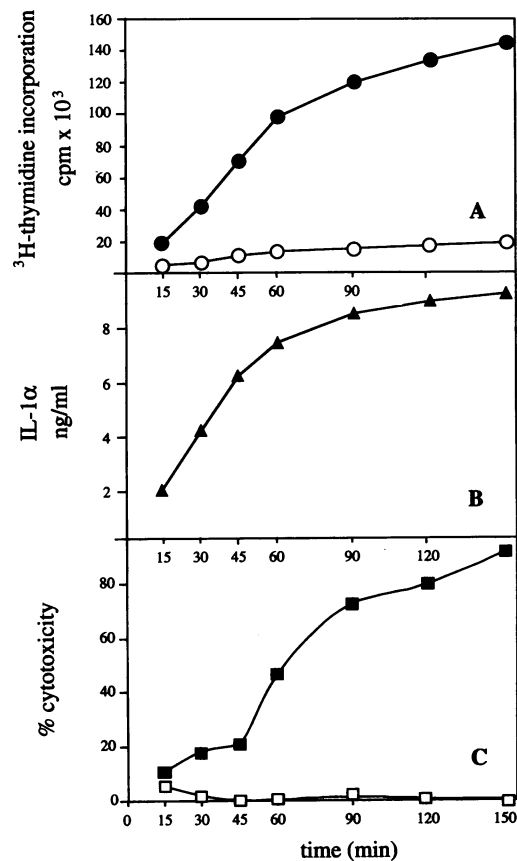 ³H-thymidine incorporation
cpm x 10³
160
140
120
100
80
60
40
20
A
15 30 45 60 90
IL-1α
ng/ml
8
6
4
2
B
15 30 45 60 90 120
% cytotoxicity
80
60
40
20
0
C
0 15 30 45 60 90 120 150
time (min)